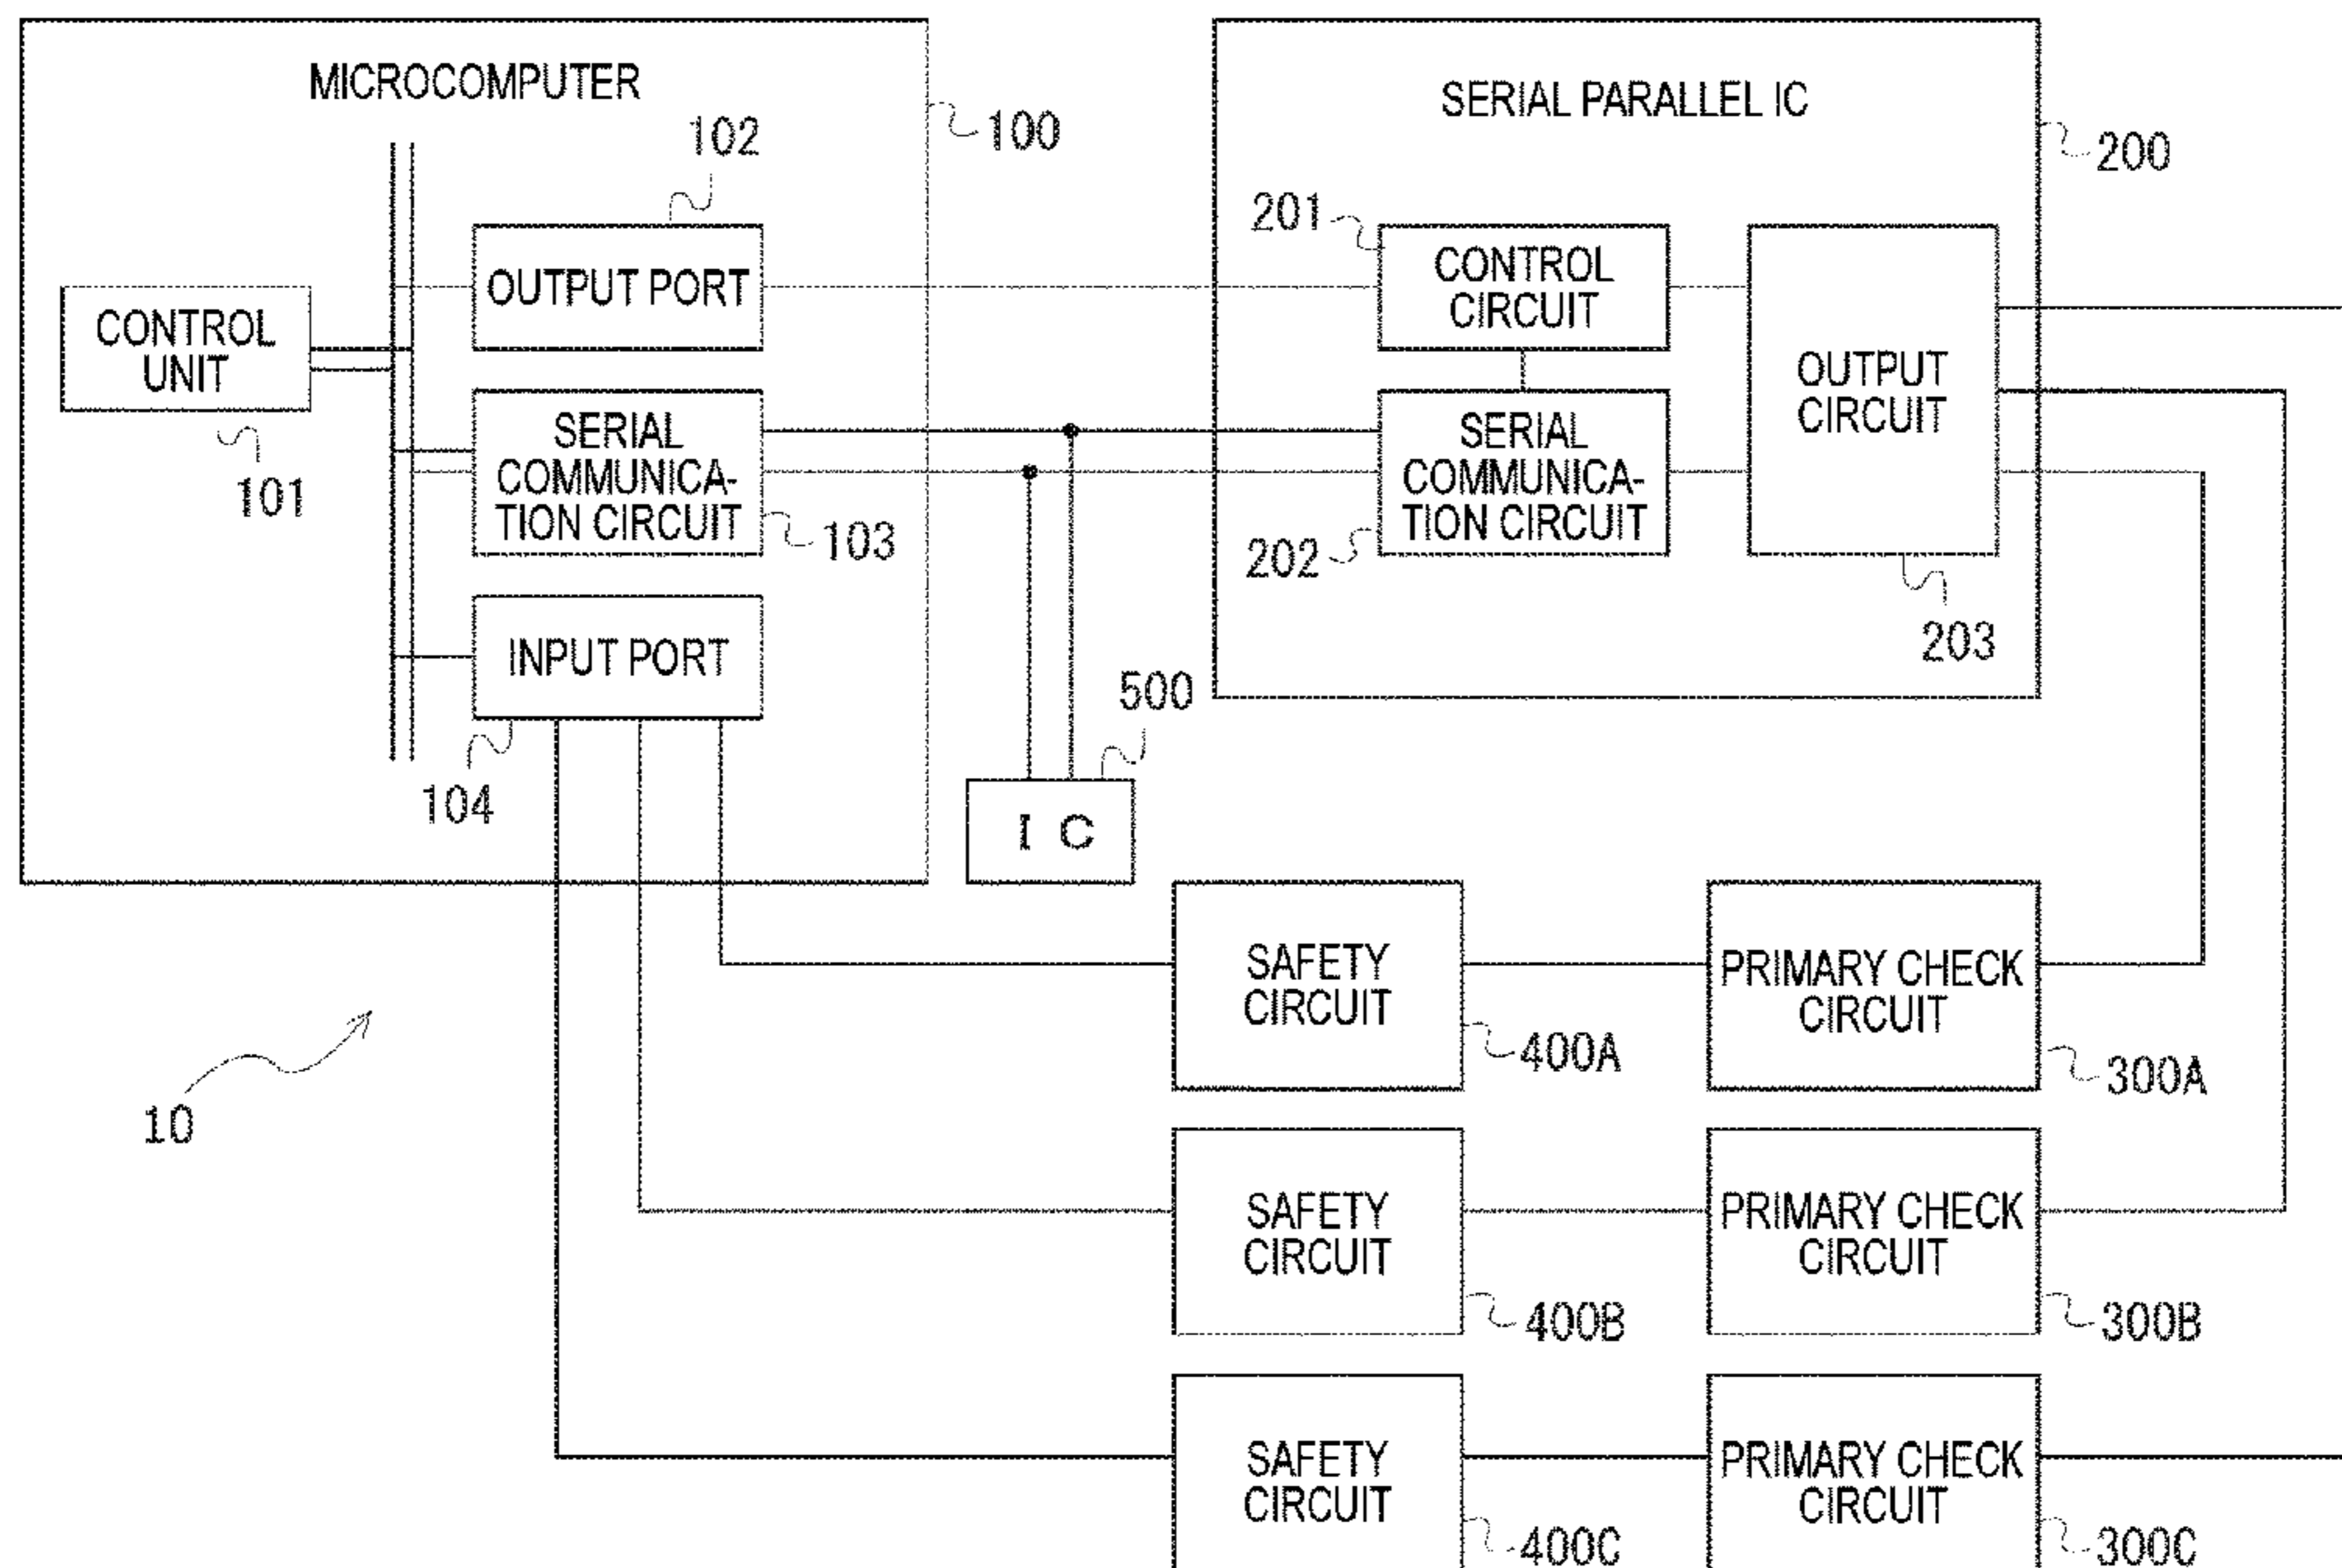 MICROCOMPUTER
100
102
OUTPUT PORT
CONTROL
UNIT
101
SERIAL
COMMUNICA-
TION CIRCUIT
103
INPUT PORT
104
500
I C
SERIAL PARALLEL IC
200
201
CONTROL
CIRCUIT
SERIAL
COMMUNICA-
TION CIRCUIT
202
OUTPUT
CIRCUIT
203
10
SAFETY
CIRCUIT
400A
PRIMARY CHECK
CIRCUIT
300A
SAFETY
CIRCUIT
400B
PRIMARY CHECK
CIRCUIT
300B
SAFETY
CIRCUIT
400C
PRIMARY CHECK
CIRCUIT
300C